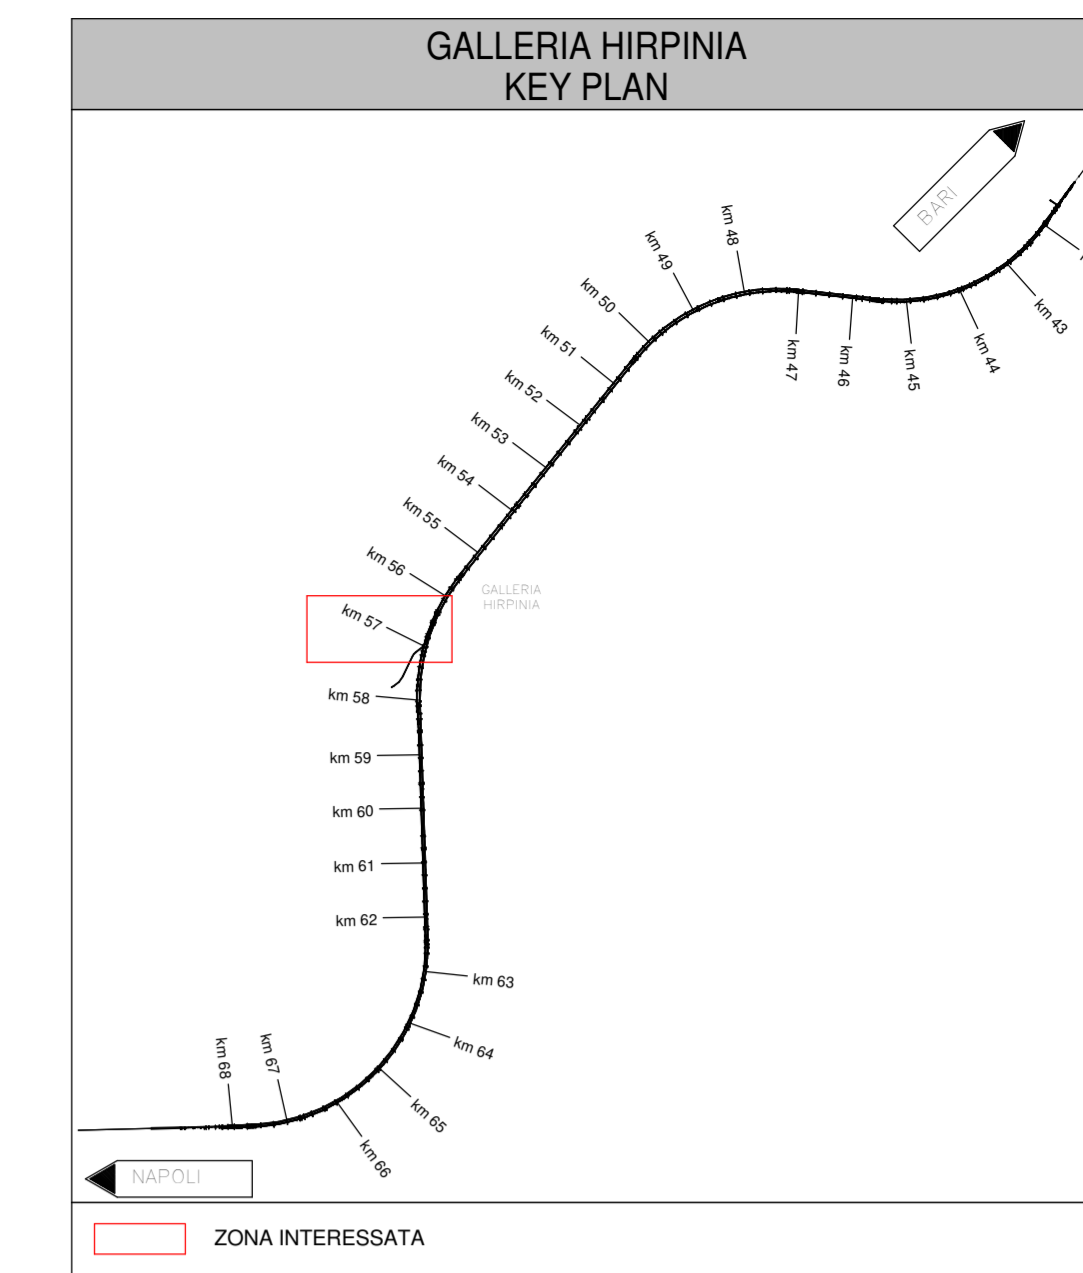 GALLERIA HIRPINIA
KEY PLAN
BARI
km 48
km 49
km 50
km 51
km 52
km 53
km 54
km 55
km 56
km 57
km 58
km 59
km 60
km 61
km 62
km 63
km 64
km 65
km 66
km 67
km 68
km 47
km 46
km 45
km 44
km 43
GALLERIA
HIRPINIA
NAPOLI
ZONA INTERESSATA